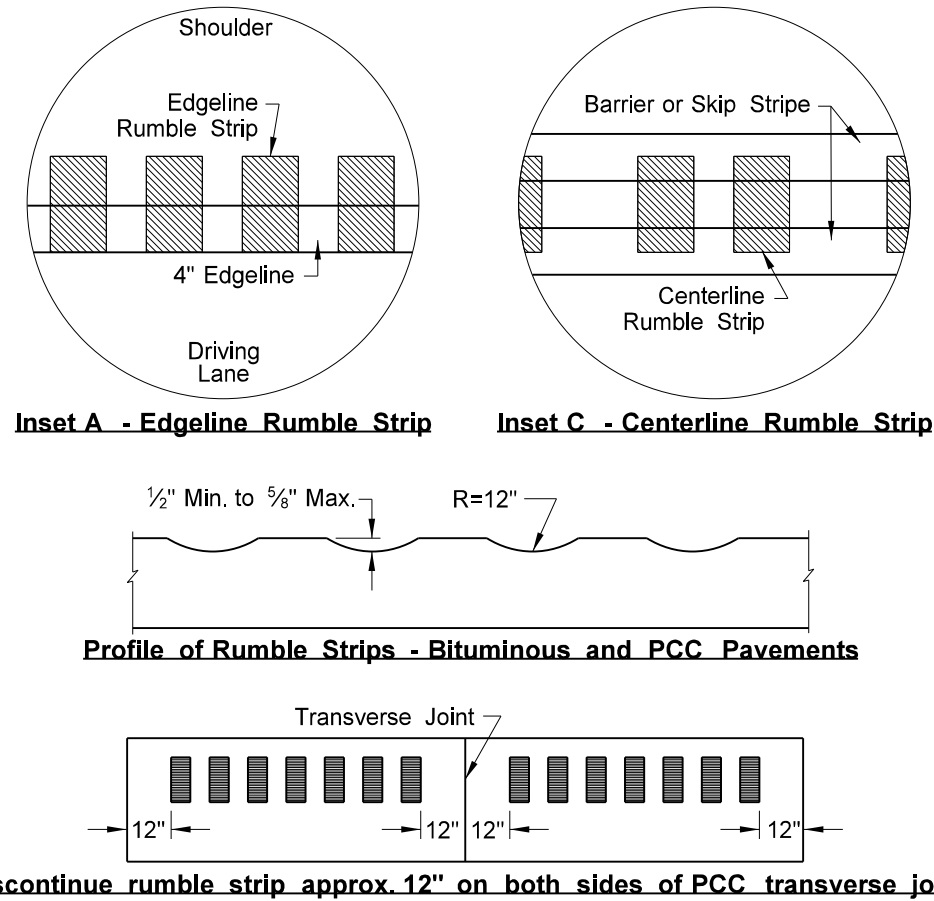 Shoulder
Edgeline
Rumble Strip
4" Edgeline
Driving
Lane
Inset A - Edgeline Rumble Strip
Barrier or Skip Stripe
Centerline
Rumble Strip
Inset C - Centerline Rumble Strip
½" Min. to ⅝" Max.
R=12"
Profile of Rumble Strips - Bituminous and PCC Pavements
Transverse Joint
12" 12" 12" 12"
rumble strip approx. 12" on both sides of PCC transverse